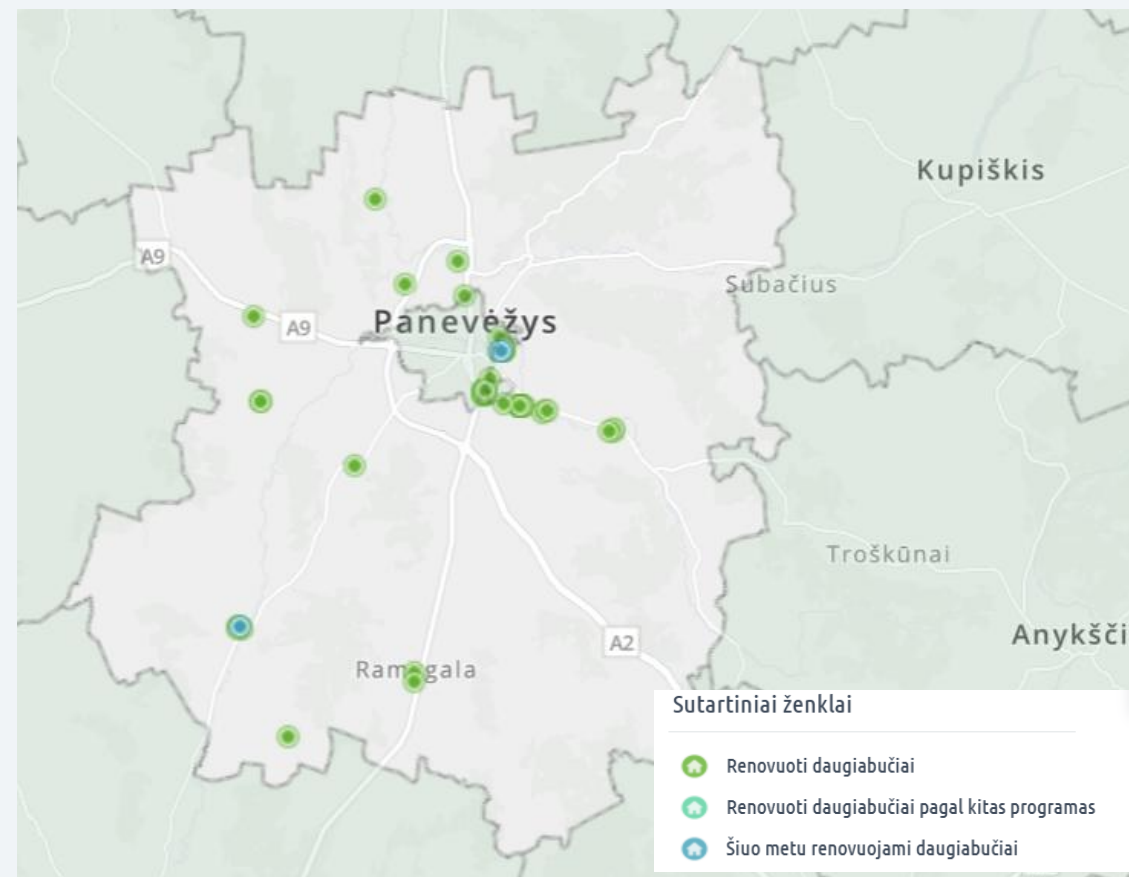 Kupiškis
A9
Subačius
Panevėžys
A9
Troškūnai
Anykšči
A2
Ramygala
Sutartiniai ženklai
Renovuoti daugiabučiai
Renovuoti daugiabučiai pagal kitas programas
Šiuo metu renovuojami daugiabučiai